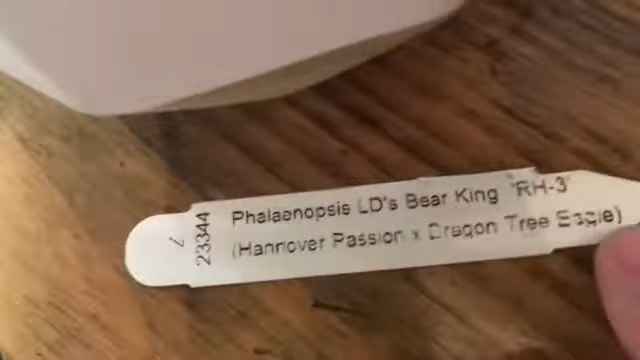 Phalaenopsis LD's Bear King "RH-3"
(Hannover Passion x Dragon Tree Eagle)
23344